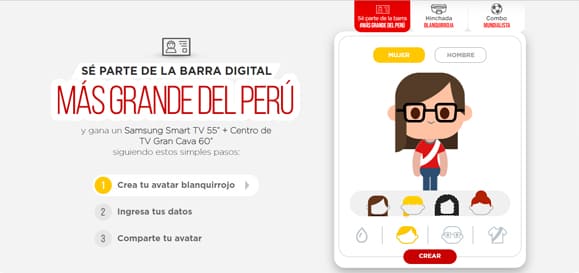 SÉ PARTE DE LA BARRA DIGITAL
MÁS GRANDE DEL PERÚ
y gana un Samsung Smart TV 55" + Centro de
TV Gran Cava 60"
siguiendo estos simples pasos:
1 Crea tu avatar blanquirrojo
2 Ingresa tus datos
3 Comparte tu avatar
Sé parte de la barra
#MÁS GRANDE DEL PERÚ
Hinchada
BLANQUIRROJA
Combo
MUNDIALISTA
MUJER
HOMBRE
CREAR